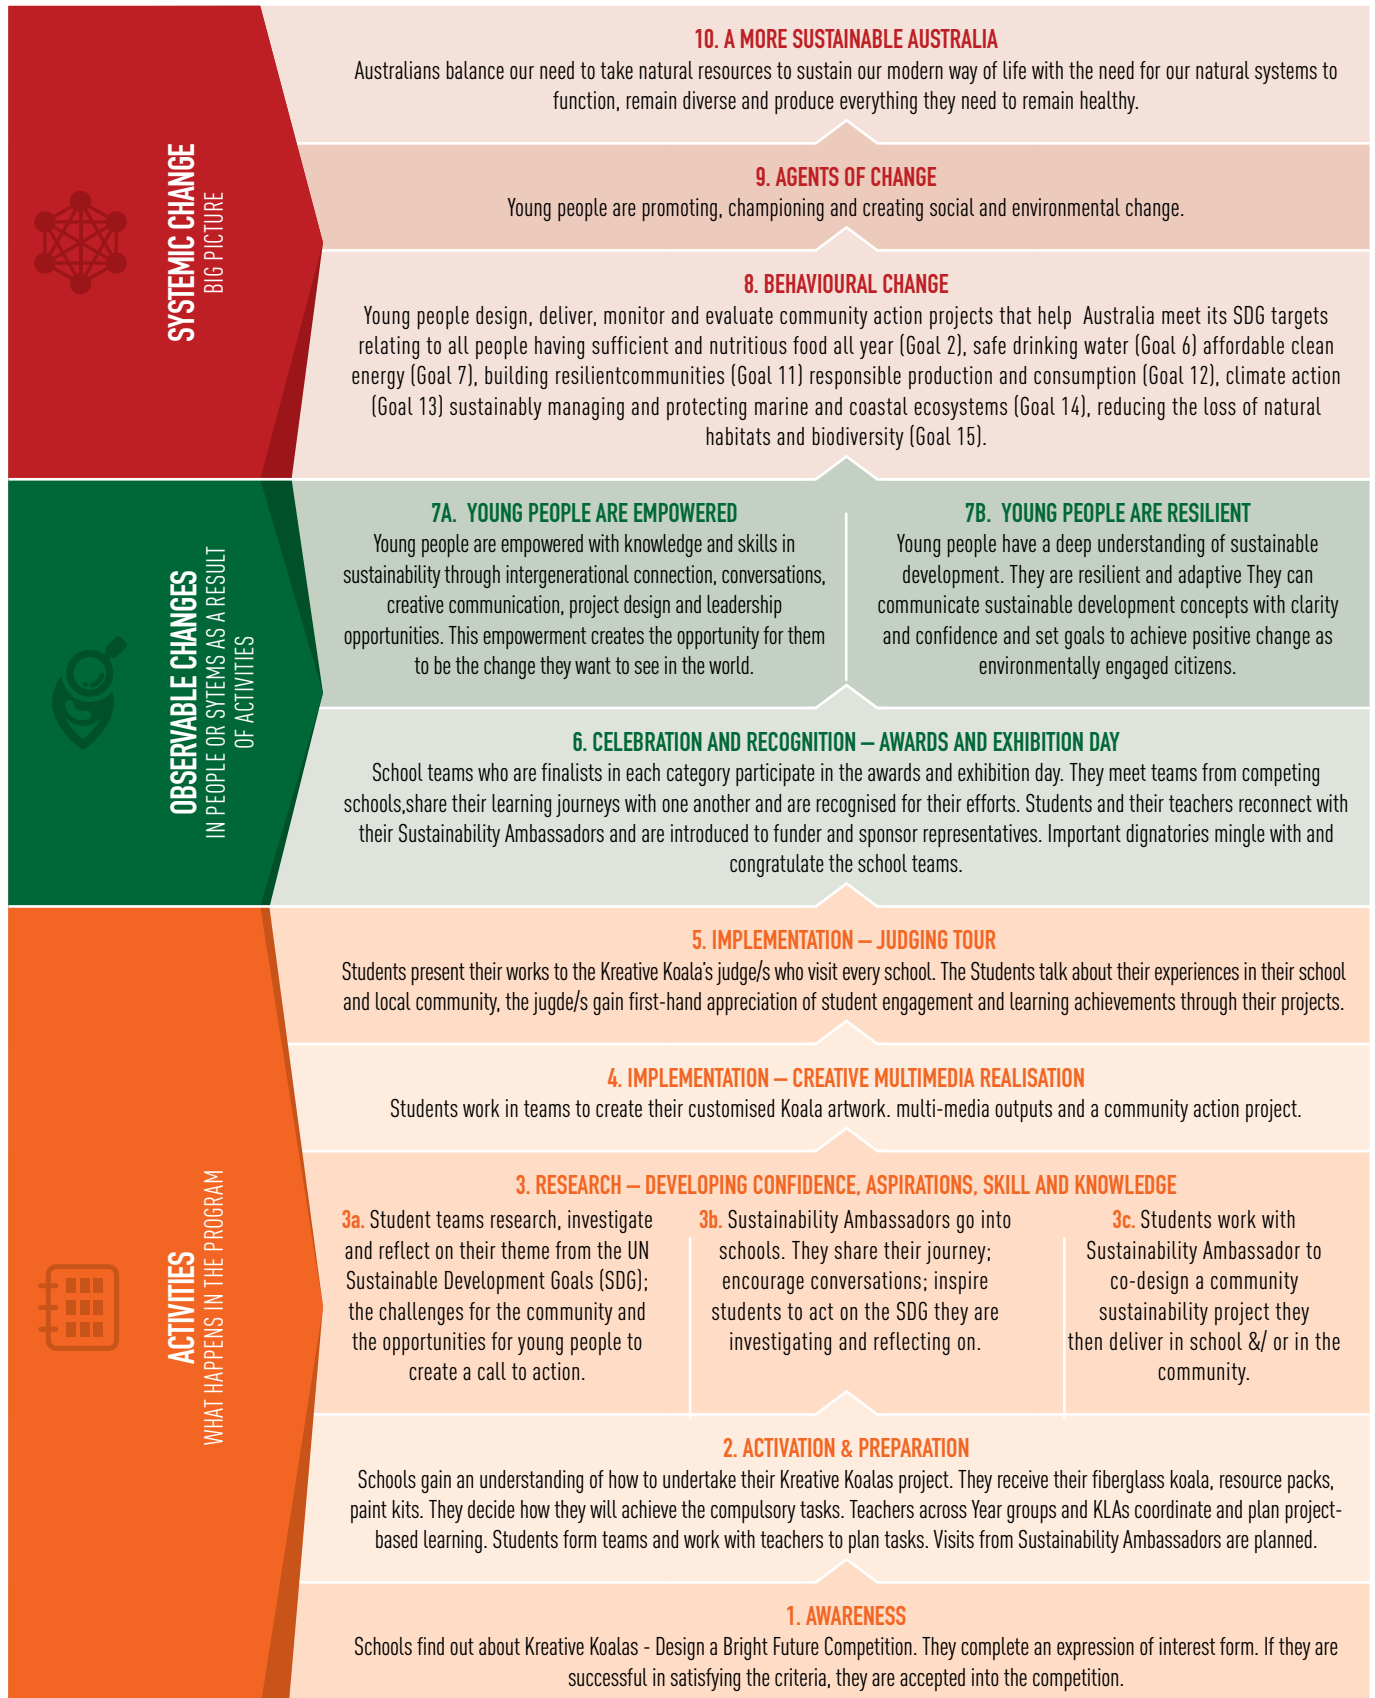 10. A MORE SUSTAINABLE AUSTRALIA
Australians balance our need to take natural resources to sustain our modern way of life with the need for our natural systems to
function, remain diverse and produce everything they need to remain healthy.
9. AGENTS OF CHANGE
Young people are promoting, championing and creating social and environmental change.
8. BEHAVIOURAL CHANGE
Young people design, deliver, monitor and evaluate community action projects that help Australia meet its SDG targets
relating to all people having sufficient and nutritious food all year (Goal 2), safe drinking water (Goal 6) affordable clean
energy (Goal 7), building resilientcommunities (Goal 11) responsible production and consumption (Goal 12), climate action
(Goal 13) sustainably managing and protecting marine and coastal ecosystems (Goal 14), reducing the loss of natural
habitats and biodiversity (Goal 15).
SYSTEMIC CHANGE
BIG PICTURE
7A. YOUNG PEOPLE ARE EMPOWERED
Young people are empowered with knowledge and skills in
sustainability through intergenerational connection, conversations,
creative communication, project design and leadership
opportunities. This empowerment creates the opportunity for them
to be the change they want to see in the world.
7B. YOUNG PEOPLE ARE RESILIENT
Young people have a deep understanding of sustainable
development. They are resilient and adaptive They can
communicate sustainable development concepts with clarity
and confidence and set goals to achieve positive change as
environmentally engaged citizens.
6. CELEBRATION AND RECOGNITION – AWARDS AND EXHIBITION DAY
School teams who are finalists in each category participate in the awards and exhibition day. They meet teams from competing
schools,share their learning journeys with one another and are recognised for their efforts. Students and their teachers reconnect with
their Sustainability Ambassadors and are introduced to funder and sponsor representatives. Important dignatories mingle with and
congratulate the school teams.
OBSERVABLE CHANGES
IN PEOPLE OR SYTEMS AS A RESULT
OF ACTIVITIES
5. IMPLEMENTATION – JUDGING TOUR
Students present their works to the Kreative Koala's judge/s who visit every school. The Students talk about their experiences in their school
and local community, the jugde/s gain first-hand appreciation of student engagement and learning achievements through their projects.
4. IMPLEMENTATION – CREATIVE MULTIMEDIA REALISATION
Students work in teams to create their customised Koala artwork. multi-media outputs and a community action project.
3. RESEARCH – DEVELOPING CONFIDENCE, ASPIRATIONS, SKILL AND KNOWLEDGE
3a. Student teams research, investigate
and reflect on their theme from the UN
Sustainable Development Goals (SDG);
the challenges for the community and
the opportunities for young people to
create a call to action.
3b. Sustainability Ambassadors go into
schools. They share their journey;
encourage conversations; inspire
students to act on the SDG they are
investigating and reflecting on.
3c. Students work with
Sustainability Ambassador to
co-design a community
sustainability project they
then deliver in school &/ or in the
community.
2. ACTIVATION & PREPARATION
Schools gain an understanding of how to undertake their Kreative Koalas project. They receive their fiberglass koala, resource packs,
paint kits. They decide how they will achieve the compulsory tasks. Teachers across Year groups and KLAs coordinate and plan project-
based learning. Students form teams and work with teachers to plan tasks. Visits from Sustainability Ambassadors are planned.
1. AWARENESS
Schools find out about Kreative Koalas - Design a Bright Future Competition. They complete an expression of interest form. If they are
successful in satisfying the criteria, they are accepted into the competition.
ACTIVITIES
WHAT HAPPENS IN THE PROGRAM